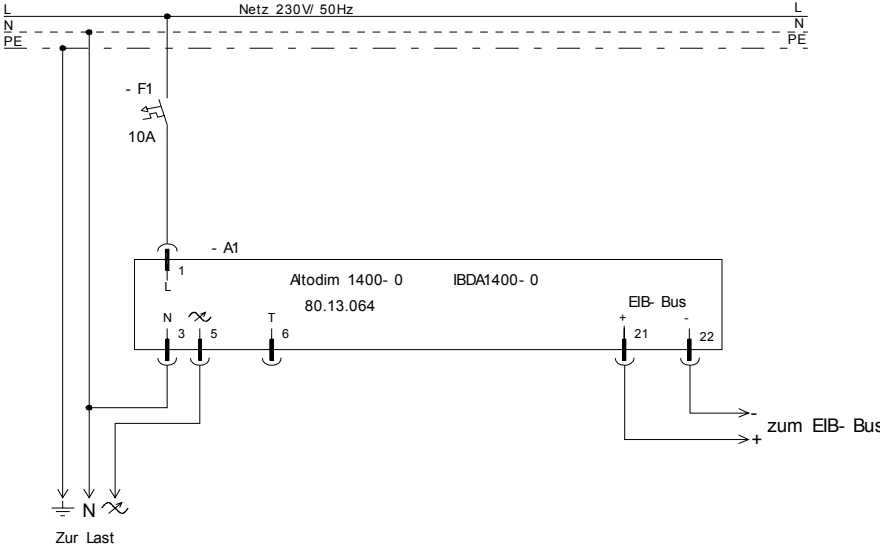 L Netz 230V/ 50Hz L
N N
PE PE
- F1
10A
- A1
1
L
Altodim 1400- 0 IBDA1400- 0
80.13.064
EIB- Bus
N T + -
3 5 6 21 22
-
zum EIB- Bus
+
N
Zur Last